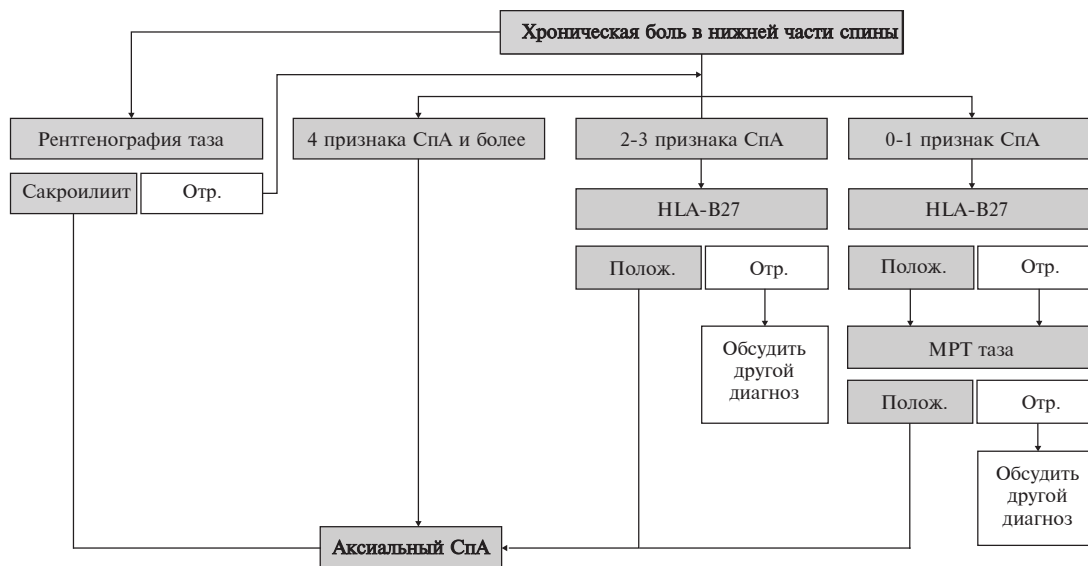 Хроническая боль в нижней части спины
Рентгенография таза
4 признака СпА и более
2-3 признака СпА
0-1 признак СпА
Сакроилиит
Отр.
HLA-B27
HLA-B27
Полож.
Отр.
Полож.
Отр.
Обсудить
другой
диагноз
МРТ таза
Полож.
Отр.
Обсудить
другой
диагноз
Аксиальный СпА